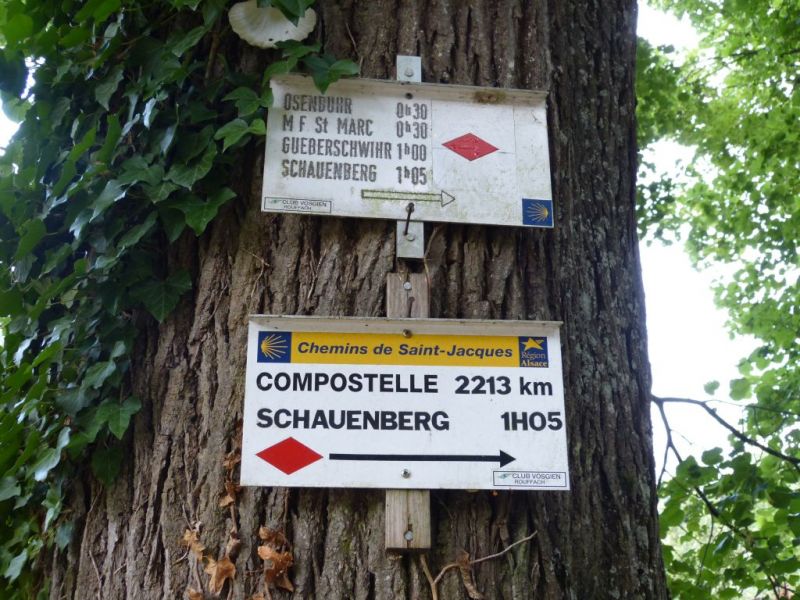 OSENBUHR 0h30
M F St MARC 0h30
GUEBERSCHWIHR 1h00
SCHAUENBERG 1h05
CLUB VOSGIEN
ROUFFACH
Chemins de Saint-Jacques
Région
Alsace
COMPOSTELLE 2213 km
SCHAUENBERG 1H05
CLUB VOSGIEN
ROUFFACH